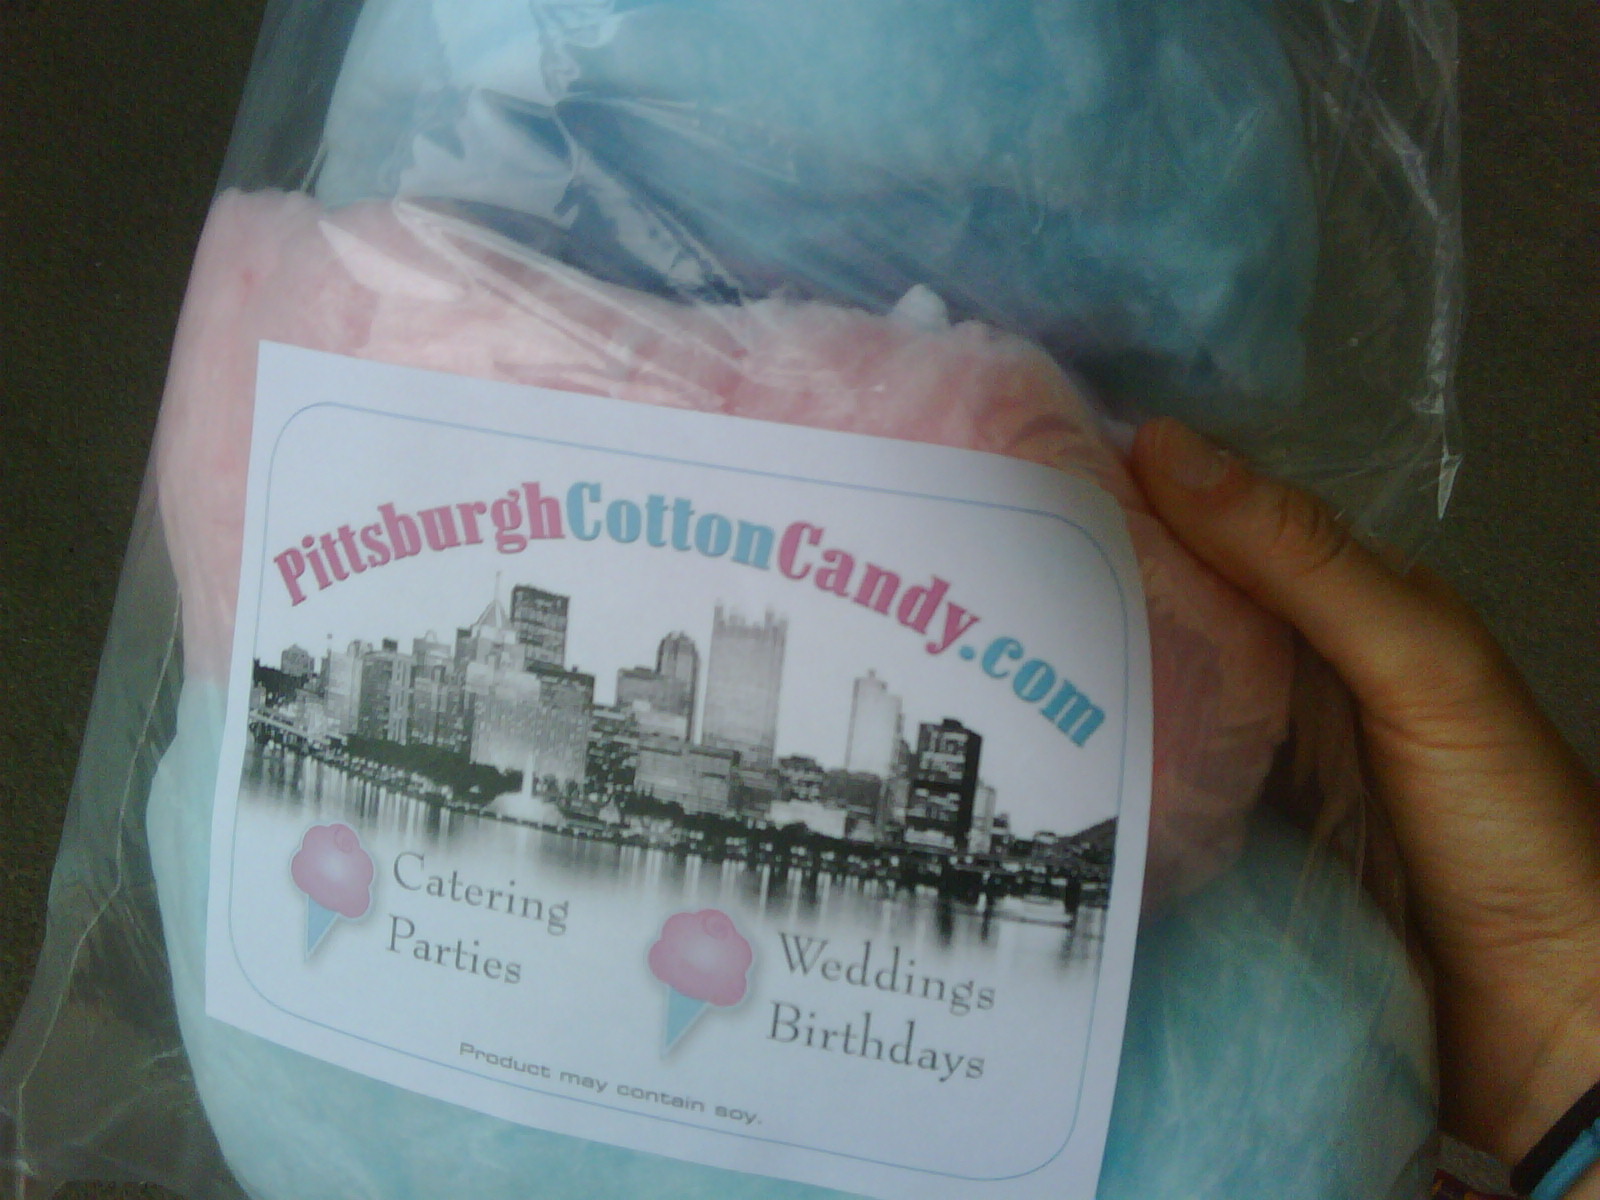 PittsburghCottonCandy.com
Catering
Parties
Weddings
Birthdays
Product may contain soy.